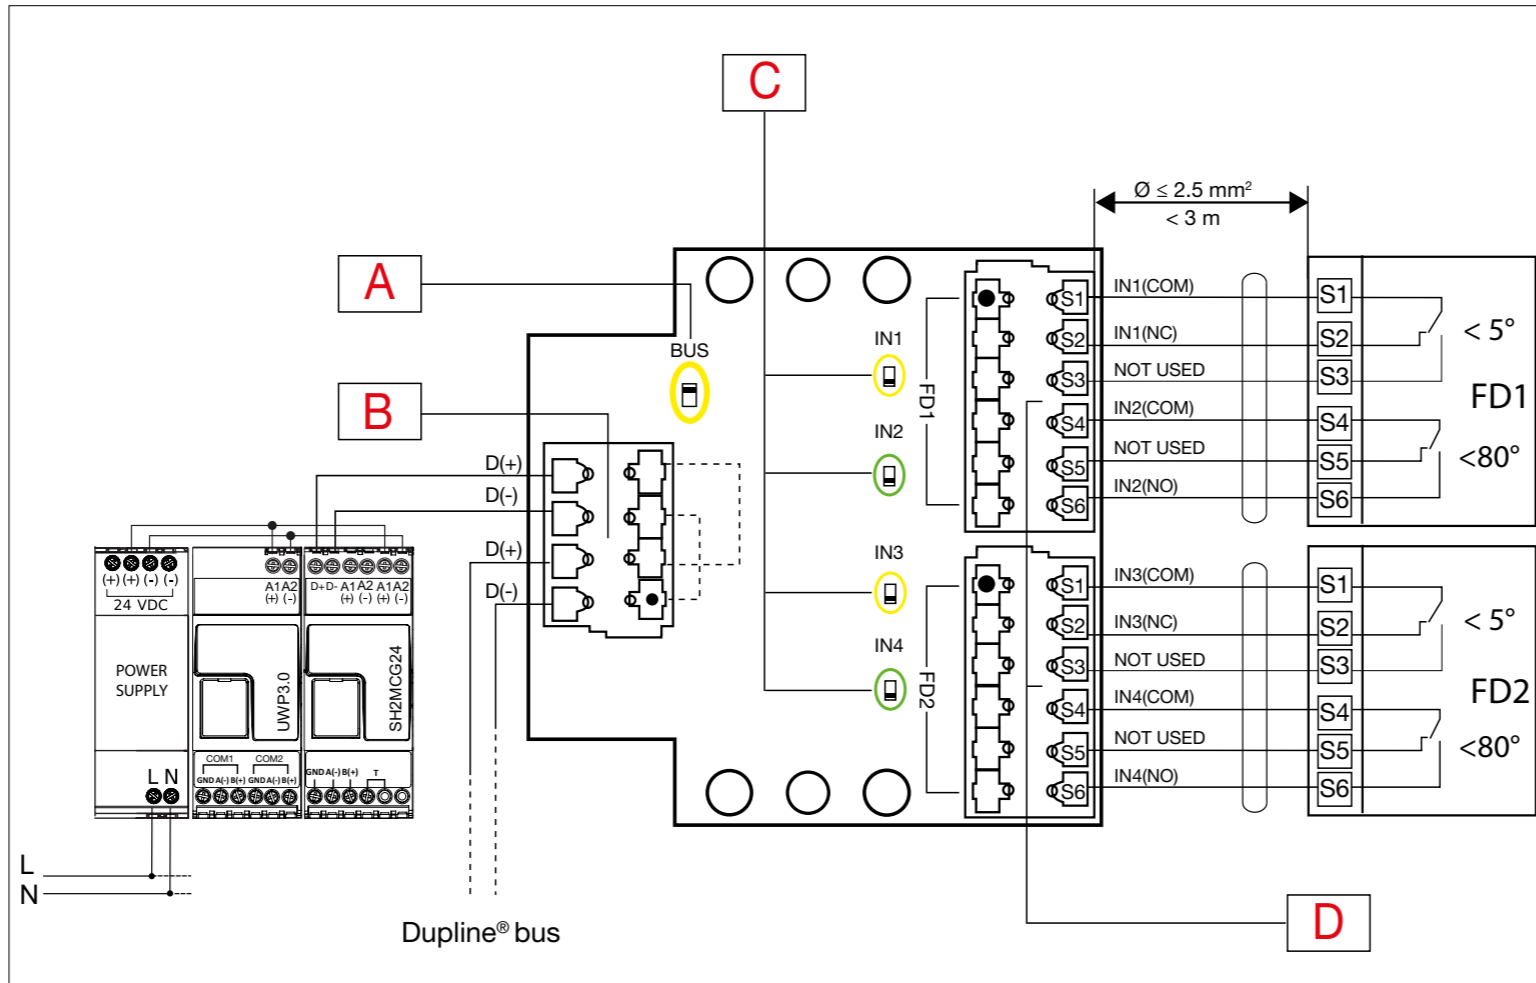 C
Ø ≤ 2.5 mm²
< 3 m
A
BUS
B
IN1
IN2
IN3
IN4
FD1
FD2
S1
S2
S3
S4
S5
S6
S1
S2
S3
S4
S5
S6
IN1(COM)
IN1(NC)
NOT USED
IN2(COM)
NOT USED
IN2(NO)
IN3(COM)
IN3(NC)
NOT USED
IN4(COM)
NOT USED
IN4(NO)
S1
S2
S3
S4
S5
S6
< 5°
FD1
<80°
S1
S2
S3
S4
S5
S6
< 5°
FD2
<80°
D(+)
D(-)
D(+)
D(-)
(+) (+) (-) (-)
24 VDC
POWER
SUPPLY
L N
A1 A2
(+) (-)
UWP3.0
COM1 COM2
GND A(-) B(+) GND A(-) B(+)
D+ D- A1 A2 A1 A2
(+) (-) (+) (-)
SH2MCG24
GND A(-) B(+) T
L
N
Dupline® bus
D